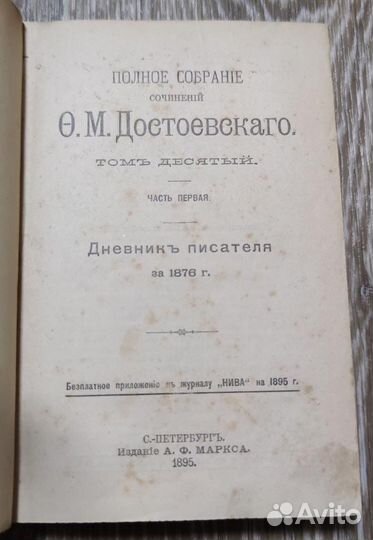 ПОЛНОЕ СОБРАНІЕ
СОЧИНЕНІЙ
Ѳ. М. Достоевскаго.
ТОМЪ ДЕСЯТЫЙ.
ЧАСТЬ ПЕРВАЯ.
Дневникъ писателя
за 1876 г.
Безплатное приложеніе къ журналу „НИВА“ на 1895 г.
С.-ПЕТЕРБУРГЪ.
Изданіе А. Ф. МАРКСА.
1895.
Avito